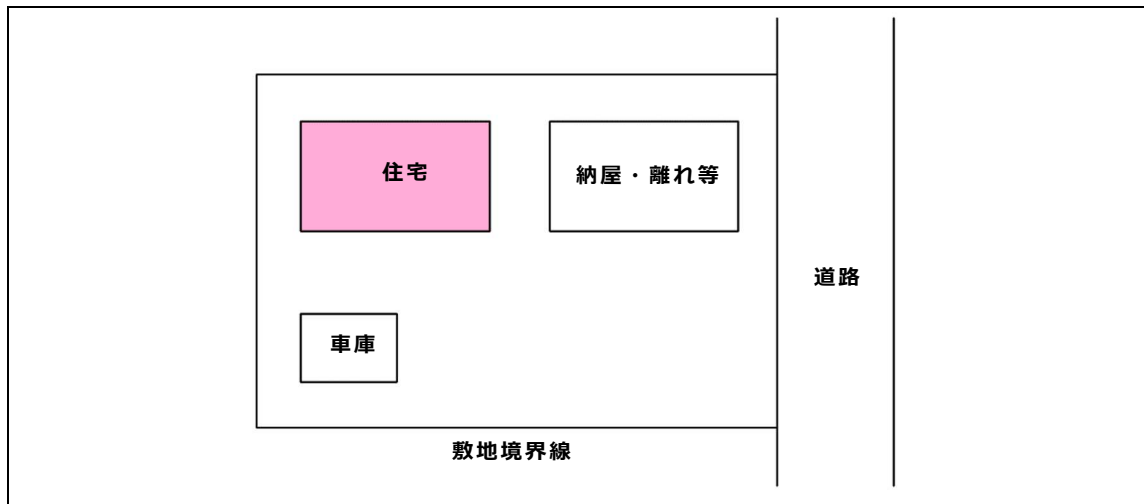 住宅
納屋・離れ等
道路
車庫
敷地境界線